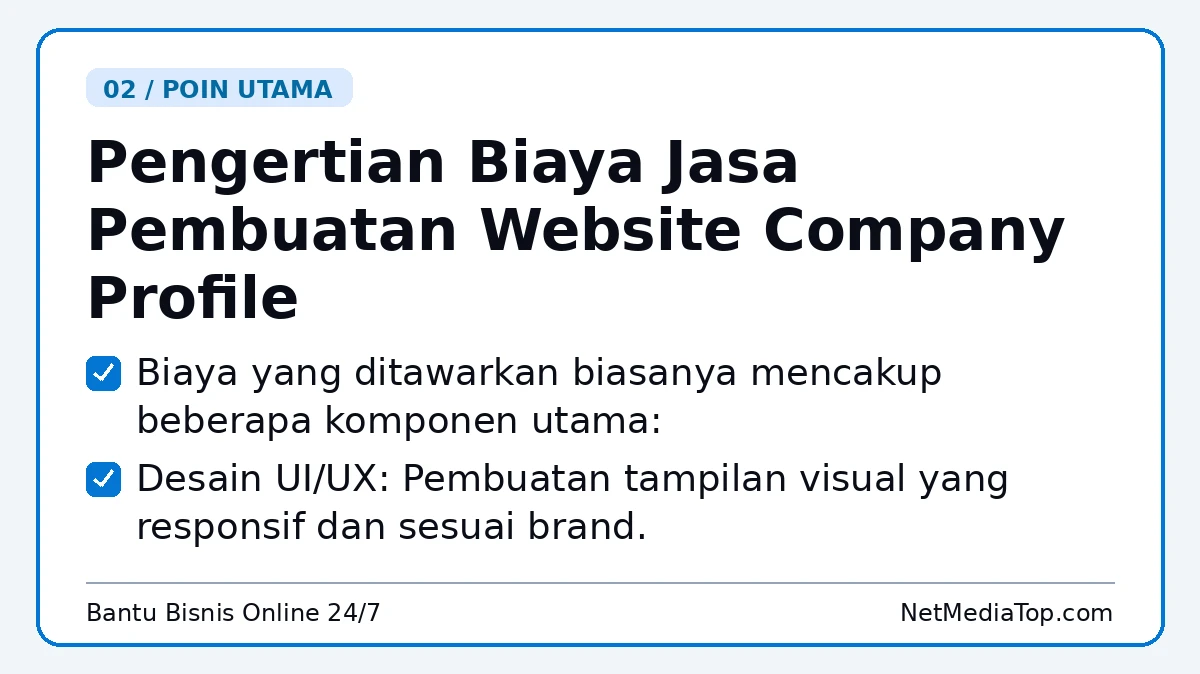 02 / POIN UTAMA
Pengertian Biaya Jasa
Pembuatan Website Company
Profile
Biaya yang ditawarkan biasanya mencakup
beberapa komponen utama:
Desain UI/UX: Pembuatan tampilan visual yang
responsif dan sesuai brand.
Bantu Bisnis Online 24/7
NetMediaTop.com